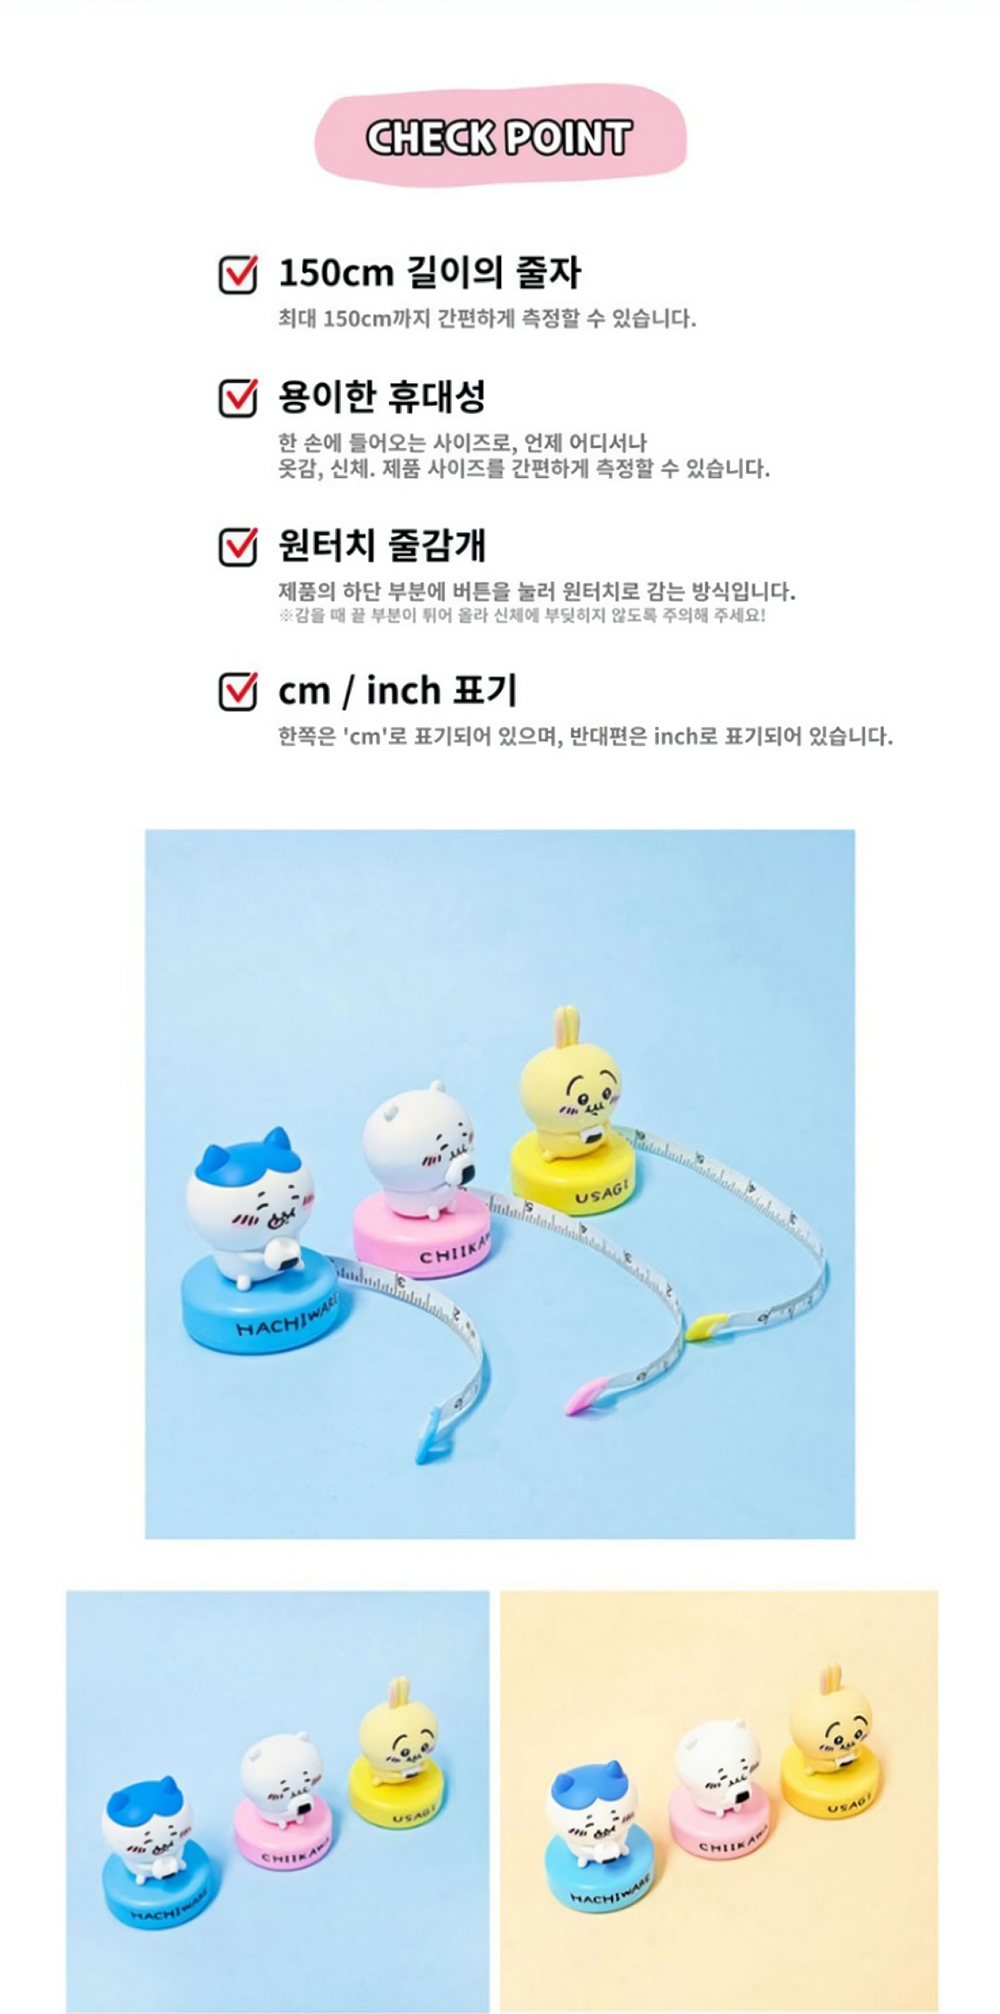 CHECK POINT
150cm 길이의 줄자
최대 150cm까지 간편하게 측정할 수 있습니다.
용이한 휴대성
한 손에 들어오는 사이즈로, 언제 어디서나
옷감, 신체. 제품 사이즈를 간편하게 측정할 수 있습니다.
원터치 줄감개
제품의 하단 부분에 버튼을 눌러 원터치로 감는 방식입니다.
※감을 때 끝 부분이 튀어 올라 신체에 부딪히지 않도록 주의해 주세요!
cm / inch 표기
한쪽은 'cm'로 표기되어 있으며, 반대편은 inch로 표기되어 있습니다.
USAGI
CHIIKAW
HACHIWARE
USAGI
CHIIKAWA
HACHIWARE
USAGI
CHIIKAWA
HACHIWARE